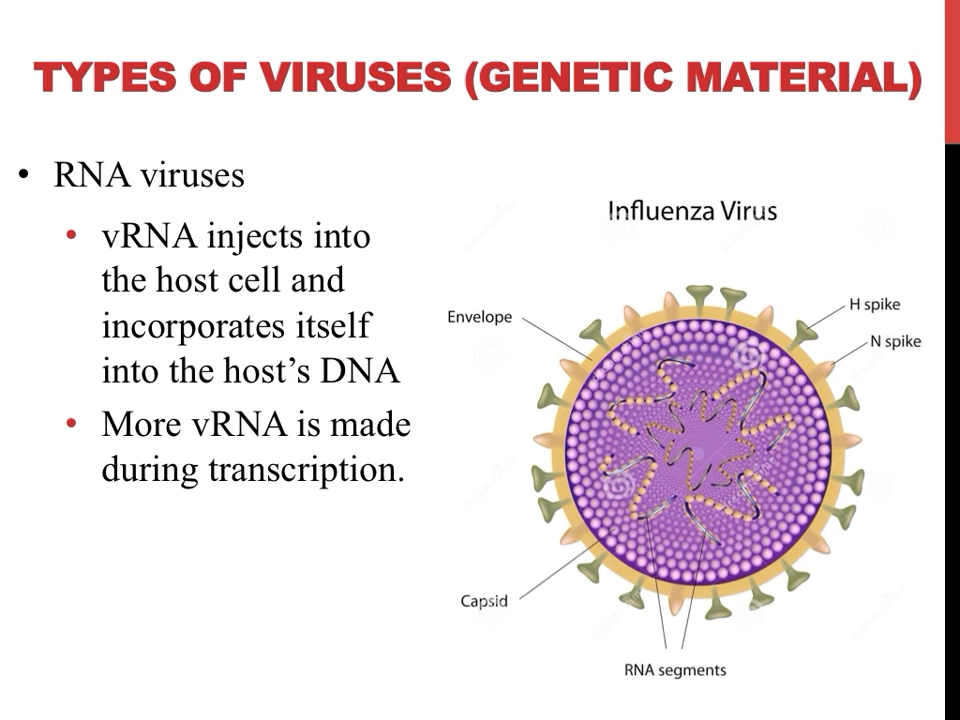 TYPES OF VIRUSES (GENETIC MATERIAL)
• RNA viruses
• vRNA injects into
the host cell and
incorporates itself
into the host’s DNA
• More vRNA is made
during transcription.
Influenza Virus
Envelope
H spike
N spike
Capsid
RNA segments